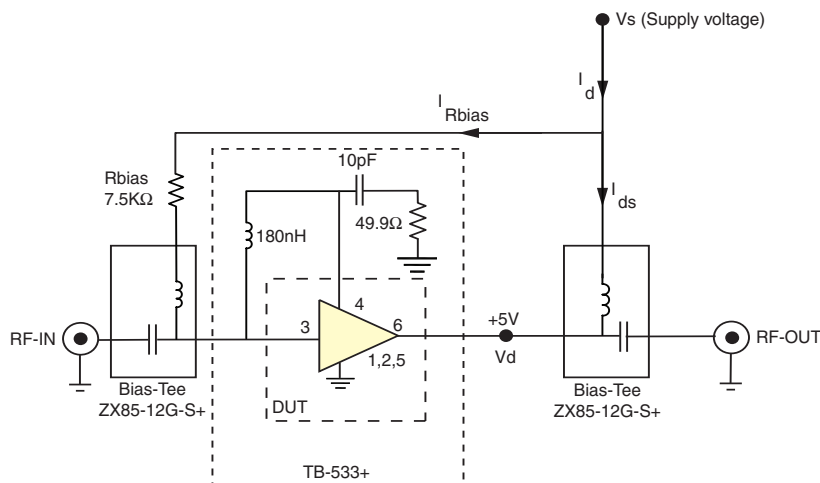 Vs (Supply voltage)
I
d
I
Rbias
10pF
Rbias
7.5KΩ
I
ds
49.9Ω
180nH
4
3
6
+5V
RF-IN
RF-OUT
1,2,5
Vd
Bias-Tee
ZX85-12G-S+
DUT
Bias-Tee
ZX85-12G-S+
TB-533+